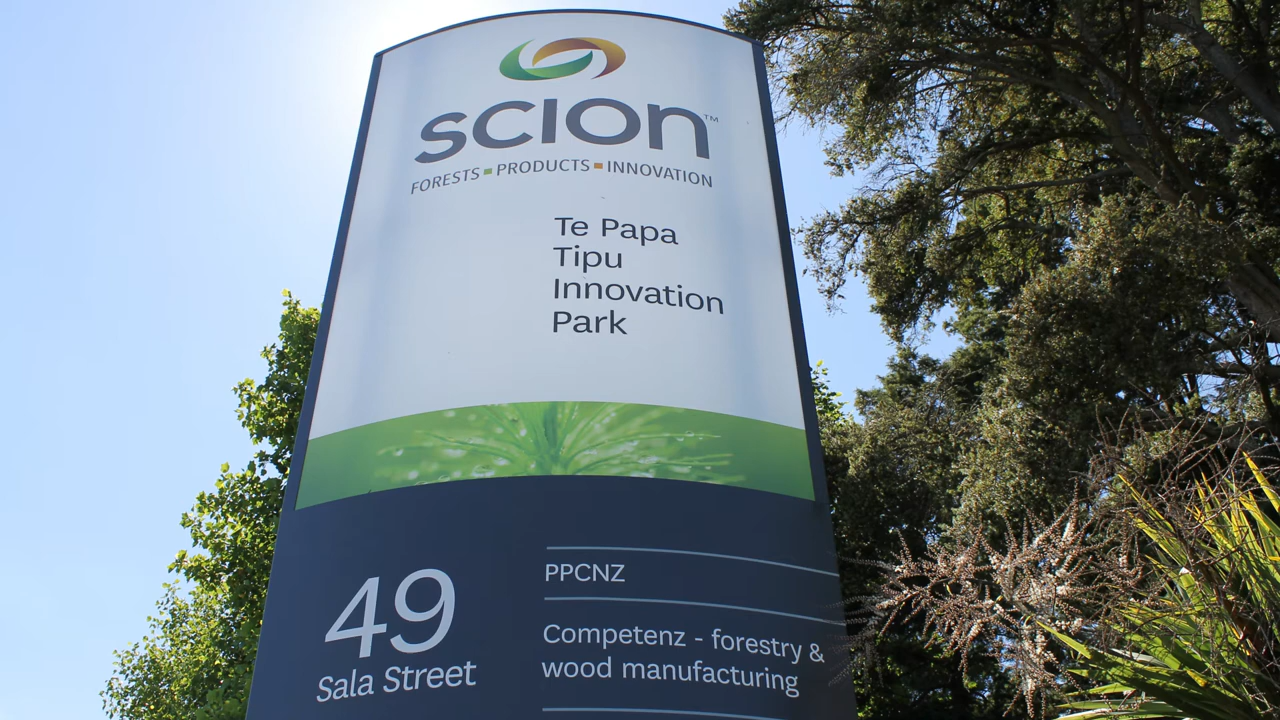 scion™
FORESTS ▪ PRODUCTS ▪ INNOVATION
Te Papa
Tipu
Innovation
Park
49
Sala Street
PPCNZ
Competenz - forestry &
wood manufacturing